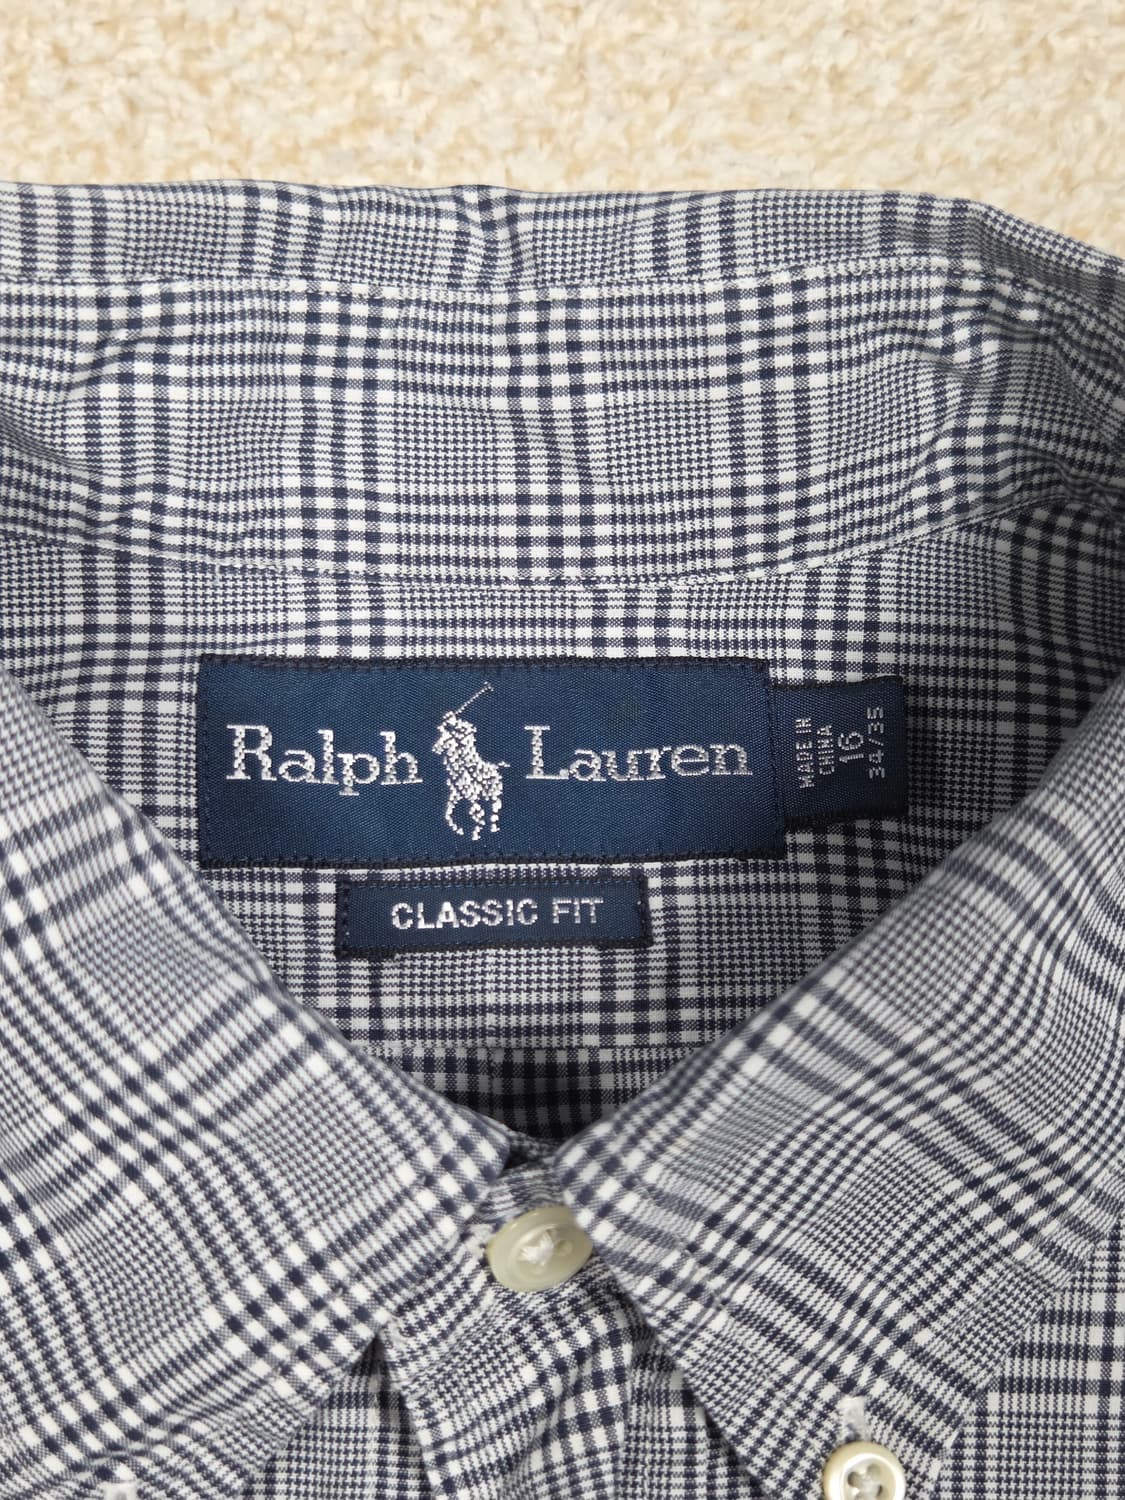 Ralph Lauren
MADE IN
CHINA
16
34/35
CLASSIC FIT